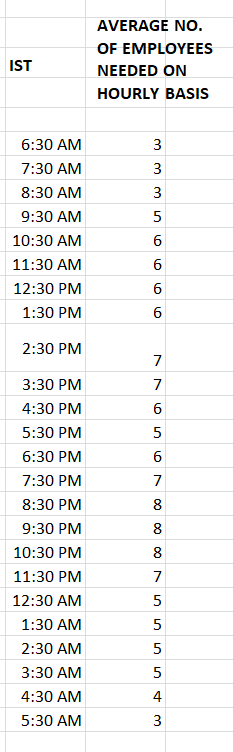 IST
AVERAGE NO.
OF EMPLOYEES
NEEDED ON
HOURLY BASIS
6:30 AM 3
7:30 AM 3
8:30 AM 3
9:30 AM 5
10:30 AM 6
11:30 AM 6
12:30 PM 6
1:30 PM 6
2:30 PM 7
3:30 PM 7
4:30 PM 6
5:30 PM 5
6:30 PM 6
7:30 PM 7
8:30 PM 8
9:30 PM 8
10:30 PM 8
11:30 PM 7
12:30 AM 5
1:30 AM 5
2:30 AM 5
3:30 AM 5
4:30 AM 4
5:30 AM 3